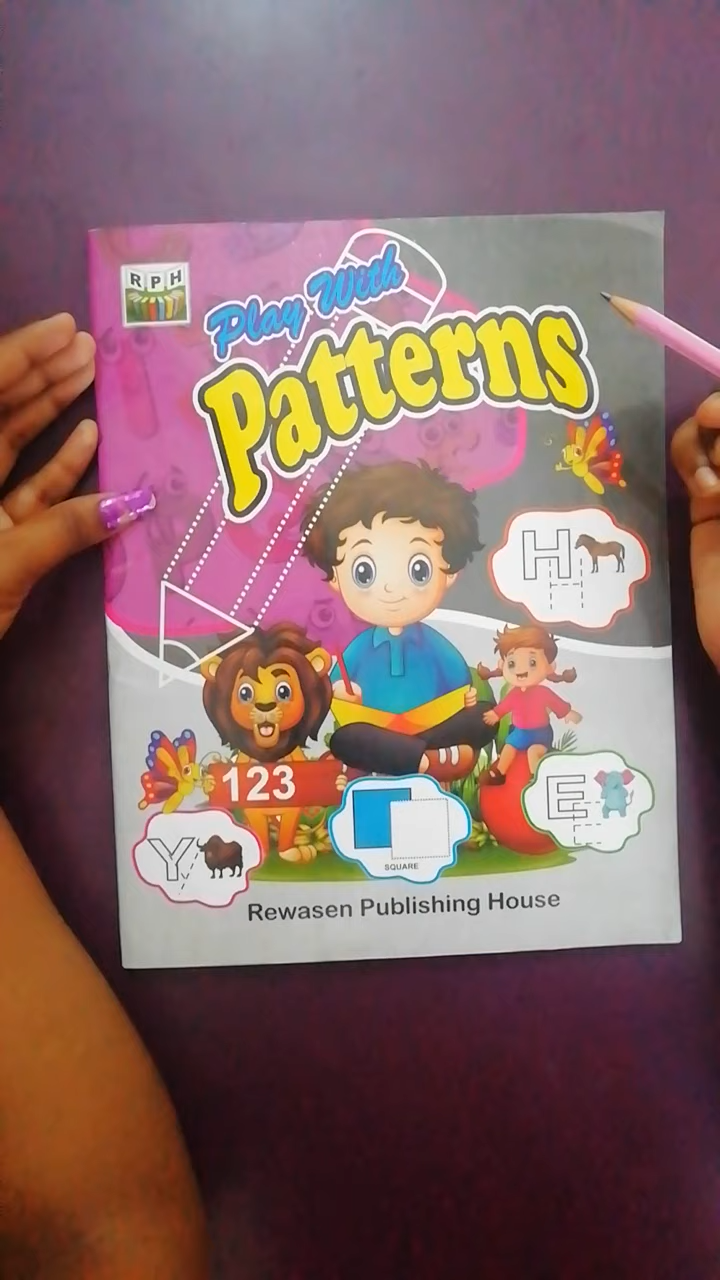 RPH
Play With
Patterns
H
123
E
Y
SQUARE
Rewasen Publishing House